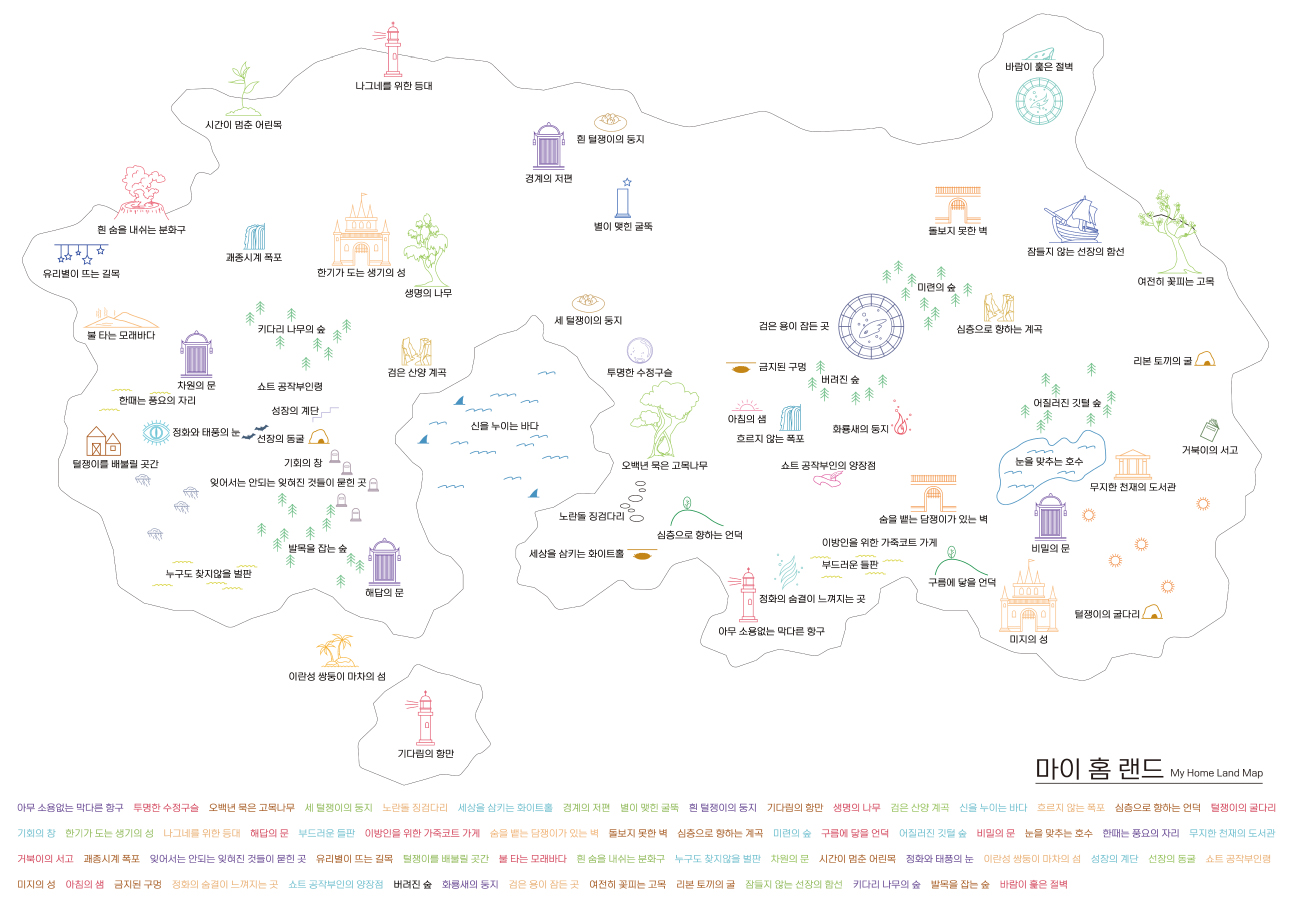 나그네를 위한 등대
바람이 훑은 절벽
시간이 멈춘 어린목
흰 털쟁이의 둥지
경계의 저편
흰 숨을 내쉬는 분화구
별이 맺힌 굴뚝
돌보지 못한 벽
잠들지 않는 선장의 함선
유리별이 뜨는 길목
괘종시계 폭포
한기가 도는 생기의 성
생명의 나무
여전히 꽃피는 고목
미련의 숲
세 털쟁이의 둥지
검은 용이 잠든 곳
심층으로 향하는 계곡
불 타는 모래바다
키다리 나무의 숲
리본 토끼의 굴
검은 산양 계곡
투명한 수정구슬
금지된 구멍
버려진 숲
차원의 문
쇼트 공작부인령
한때는 풍요의 자리
어질러진 깃털 숲
성장의 계단
아침의 샘
신을 누이는 바다
화룡새의 둥지
정화와 태풍의 눈
선장의 동굴
흐르지 않는 폭포
거북이의 서고
털쟁이를 배불릴 곳간
기회의 창
오백년 묵은 고목나무
쇼트 공작부인의 양장점
눈을 맞추는 호수
잊어서는 안되는 잊혀진 것들이 묻힌 곳
무지한 천재의 도서관
노란돌 징검다리
숨을 뱉는 담쟁이가 있는 벽
심층으로 향하는 언덕
이방인을 위한 가죽코트 가게
발목을 잡는 숲
비밀의 문
세상을 삼키는 화이트홀
부드러운 들판
누구도 찾지않을 벌판
구름에 닿을 언덕
해답의 문
정화의 숨결이 느껴지는 곳
털쟁이의 굴다리
아무 소용없는 막다른 항구
미지의 성
이란성 쌍둥이 마차의 섬
기다림의 항만
마이 홈 랜드 My Home Land Map
아무 소용없는 막다른 항구 투명한 수정구슬 오백년 묵은 고목나무 세 털쟁이의 둥지 노란돌 징검다리 세상을 삼키는 화이트홀 경계의 저편 별이 맺힌 굴뚝 흰 털쟁이의 둥지 기다림의 항만 생명의 나무 검은 산양 계곡 신을 누이는 바다 흐르지 않는 폭포 심층으로 향하는 언덕 털쟁이의 굴다리
기회의 창 한기가 도는 생기의 성 나그네를 위한 등대 해답의 문 부드러운 들판 이방인을 위한 가죽코트 가게 숨을 뱉는 담쟁이가 있는 벽 돌보지 못한 벽 심층으로 향하는 계곡 미련의 숲 구름에 닿을 언덕 어질러진 깃털 숲 비밀의 문 눈을 맞추는 호수 한때는 풍요의 자리 무지한 천재의 도서관
거북이의 서고 괘종시계 폭포 잊어서는 안되는 잊혀진 것들이 묻힌 곳 유리별이 뜨는 길목 털쟁이를 배불릴 곳간 불 타는 모래바다 흰 숨을 내쉬는 분화구 누구도 찾지않을 벌판 차원의 문 시간이 멈춘 어린목 정화와 태풍의 눈 이란성 쌍둥이 마차의 섬 성장의 계단 선장의 동굴 쇼트 공작부인령
미지의 성 아침의 샘 금지된 구멍 정화의 숨결이 느껴지는 곳 쇼트 공작부인의 양장점 버려진 숲 화룡새의 둥지 검은 용이 잠든 곳 여전히 꽃피는 고목 리본 토끼의 굴 잠들지 않는 선장의 함선 키다리 나무의 숲 발목을 잡는 숲 바람이 훑은 절벽